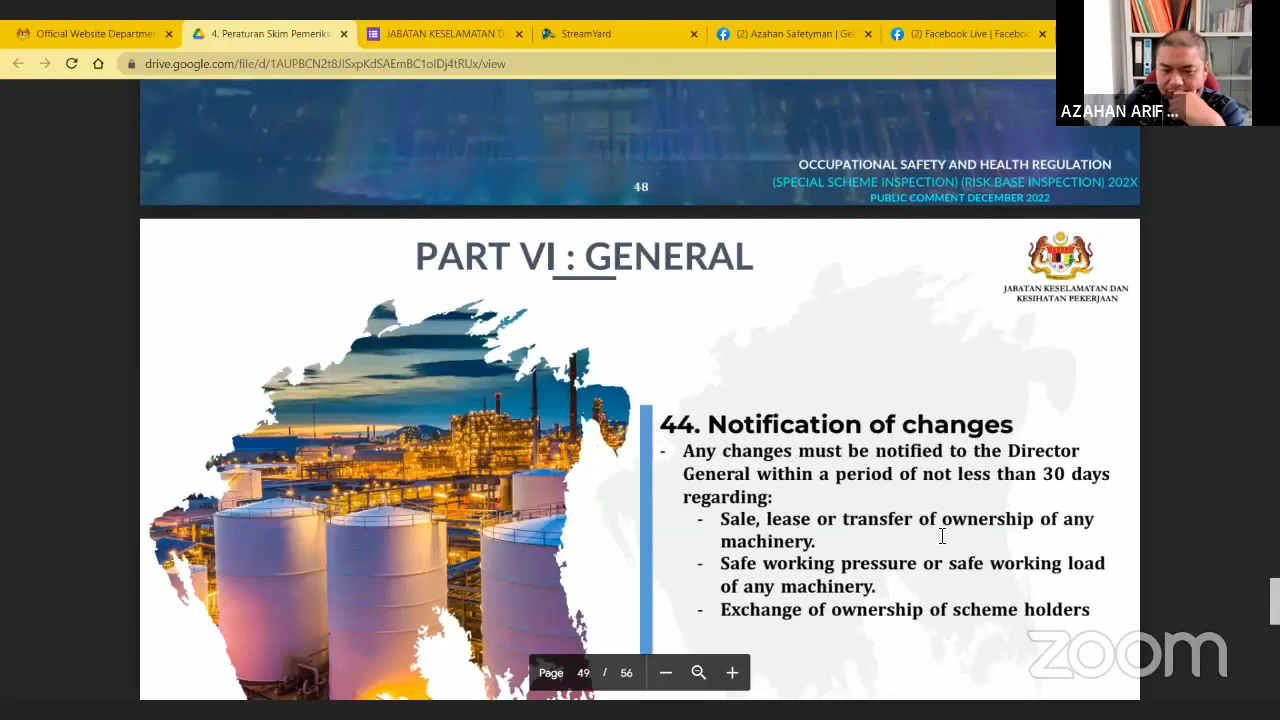 Official Website Departme
4. Peraturan Skim Pemeriks
JABATAN KESELAMATAN D
StreamYard
(2) Azahan Safetyman | Gel
(2) Facebook Live | Faceboo
drive.google.com/file/d/1AUPBCN2t8JISxpKdSAEmBC1oIDj4tRUx/view
AZAHAN ARIF ...
OCCUPATIONAL SAFETY AND HEALTH REGULATION
(SPECIAL SCHEME INSPECTION) (RISK BASE INSPECTION) 202X
PUBLIC COMMENT DECEMBER 2022
48
PART VI : GENERAL
JABATAN KESELAMATAN DAN
KESIHATAN PEKERJAAN
44. Notification of changes
- Any changes must be notified to the Director
General within a period of not less than 30 days
regarding:
- Sale, lease or transfer of ownership of any
machinery.
- Safe working pressure or safe working load
of any machinery.
- Exchange of ownership of scheme holders
zoom
Page 49 / 56